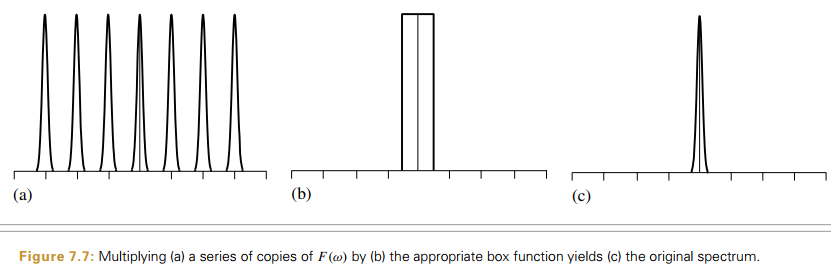 (a)
(b)
(c)
Figure 7.7: Multiplying (a) a series of copies of F(ω) by (b) the appropriate box function yields (c) the original spectrum.